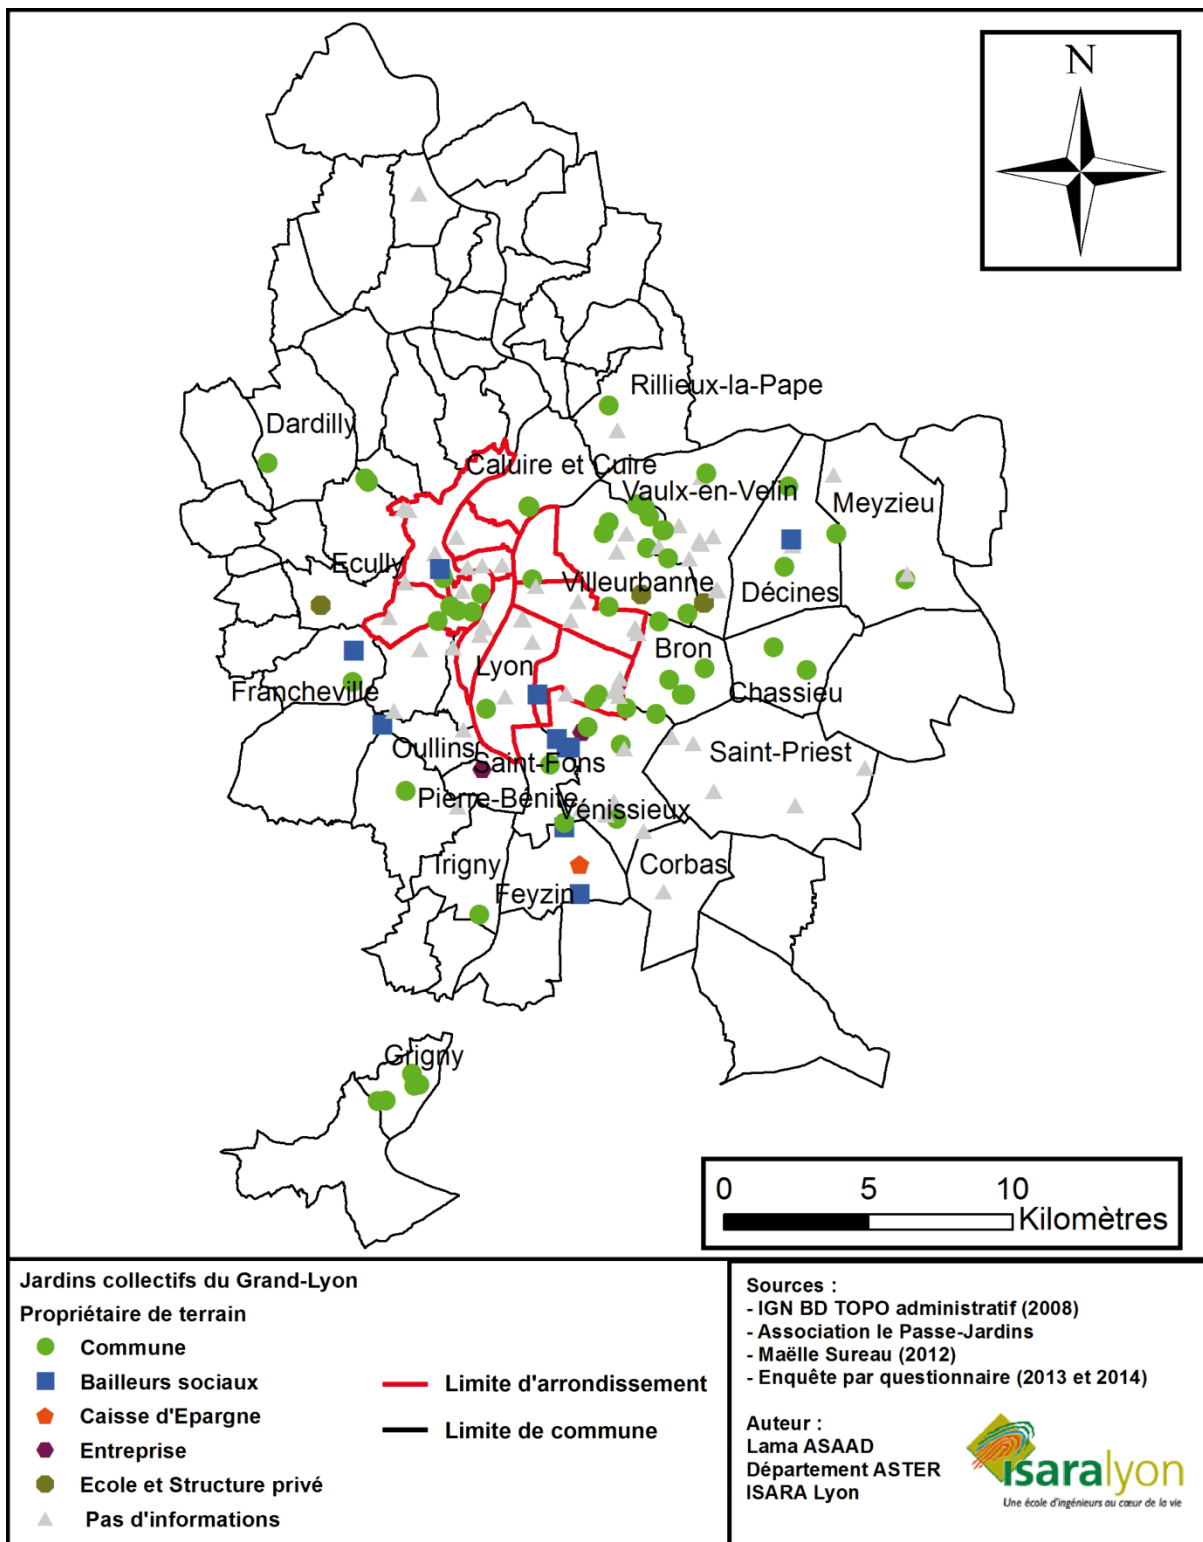 N
Rillieux-la-Pape
Dardilly
Caluire et Cuire
Vaulx-en-Velin
Meyzieu
Ecully
Villeurbanne
Décines
Bron
Lyon
Francheville
Chassieu
Oullins
Saint-Fons
Saint-Priest
Pierre-Bénite
Vénissieux
Irigny
Corbas
Feyzin
Grigny
0 5 10
Kilomètres
Jardins collectifs du Grand-Lyon
Propriétaire de terrain
Commune
Bailleurs sociaux
Caisse d'Epargne
Entreprise
Ecole et Structure privé
Pas d'informations
Limite d'arrondissement
Limite de commune
Sources :
- IGN BD TOPO administratif (2008)
- Association le Passe-Jardins
- Maëlle Sureau (2012)
- Enquête par questionnaire (2013 et 2014)
Auteur :
Lama ASAAD
Département ASTER
ISARA Lyon
isaralyon
Une école d'ingénieurs au cœur de la vie